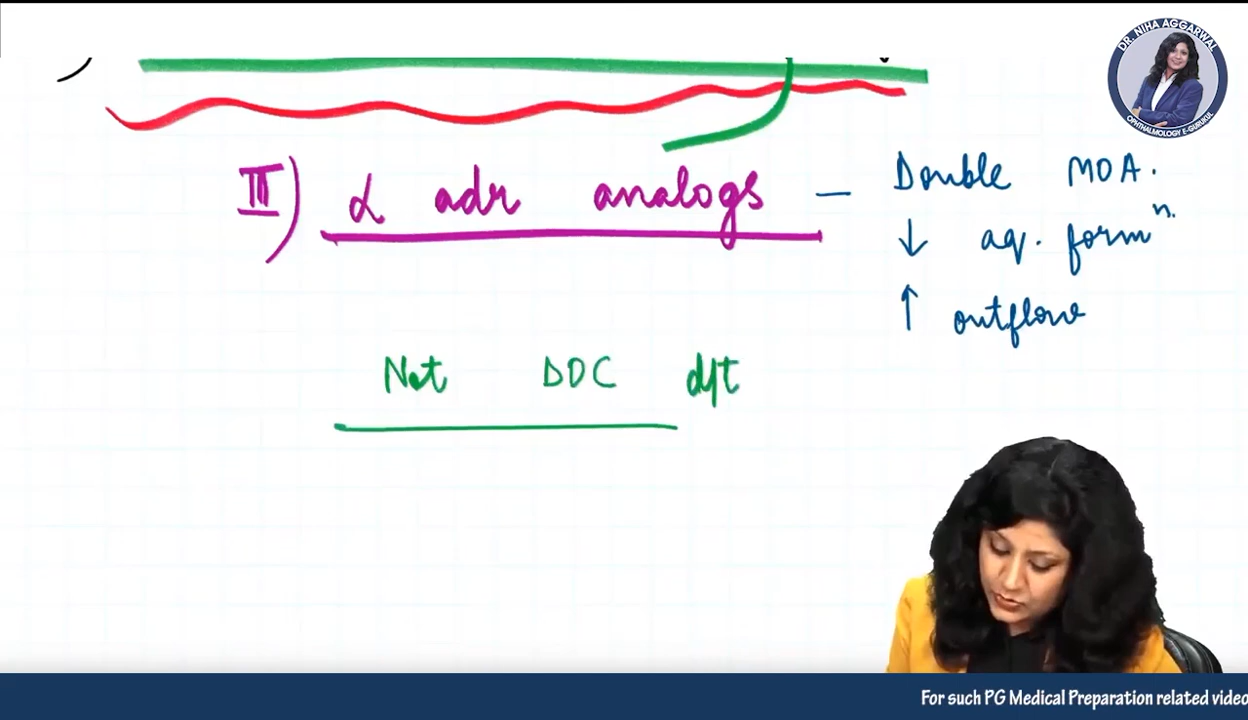 DR. NIHA AGGARWAL
OPHTHALMOLOGY E-GURUKUL
III) α adr analogs – Double MOA.
↓ aq. formⁿ.
↑ outflow
Not DOC d/t
For such PG Medical Preparation related video